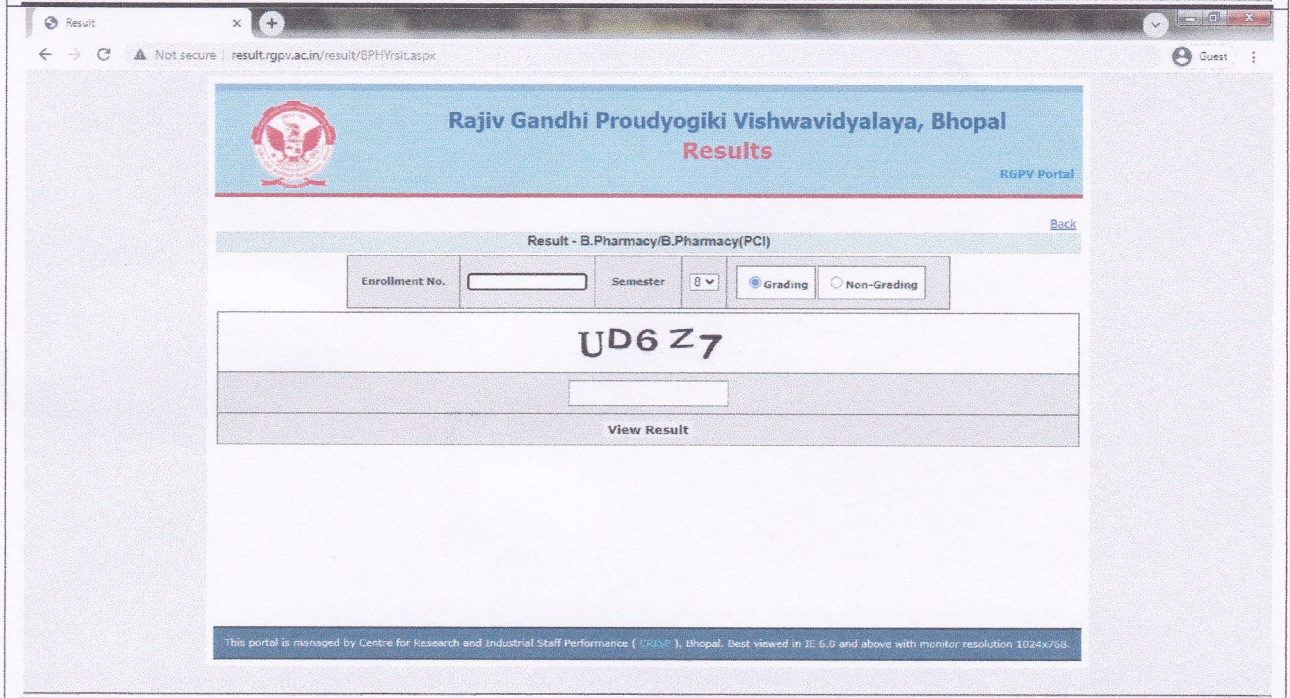 Result
Not secure result.rgpv.ac.in/result/BPHYrslt.aspx
Guest
Rajiv Gandhi Proudyogiki Vishwavidyalaya, Bhopal
Results
RGPV Portal
Back
Result - B.Pharmacy/B.Pharmacy(PCI)
Enrollment No. Semester 8 Grading Non-Grading
UD6Z7
View Result
This portal is managed by Centre for Research and Industrial Staff Performance ( CRISP ), Bhopal. Best viewed in IE 6.0 and above with monitor resolution 1024x768.